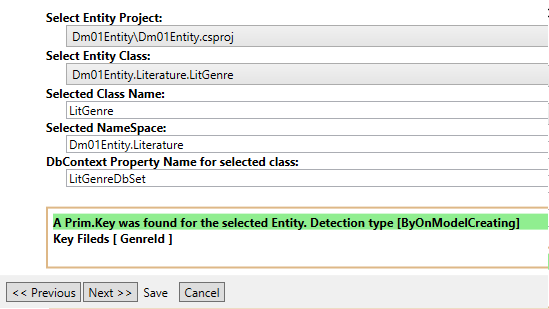 Select Entity Project:
Dm01Entity\Dm01Entity.csproj
Select Entity Class:
Dm01Entity.Literature.LitGenre
Selected Class Name:
LitGenre
Selected NameSpace:
Dm01Entity.Literature
DbContext Property Name for selected class:
LitGenreDbSet
A Prim.Key was found for the selected Entity. Detection type [ByOnModelCreating]
Key Fileds [ GenreId ]
<< Previous Next >> Save Cancel